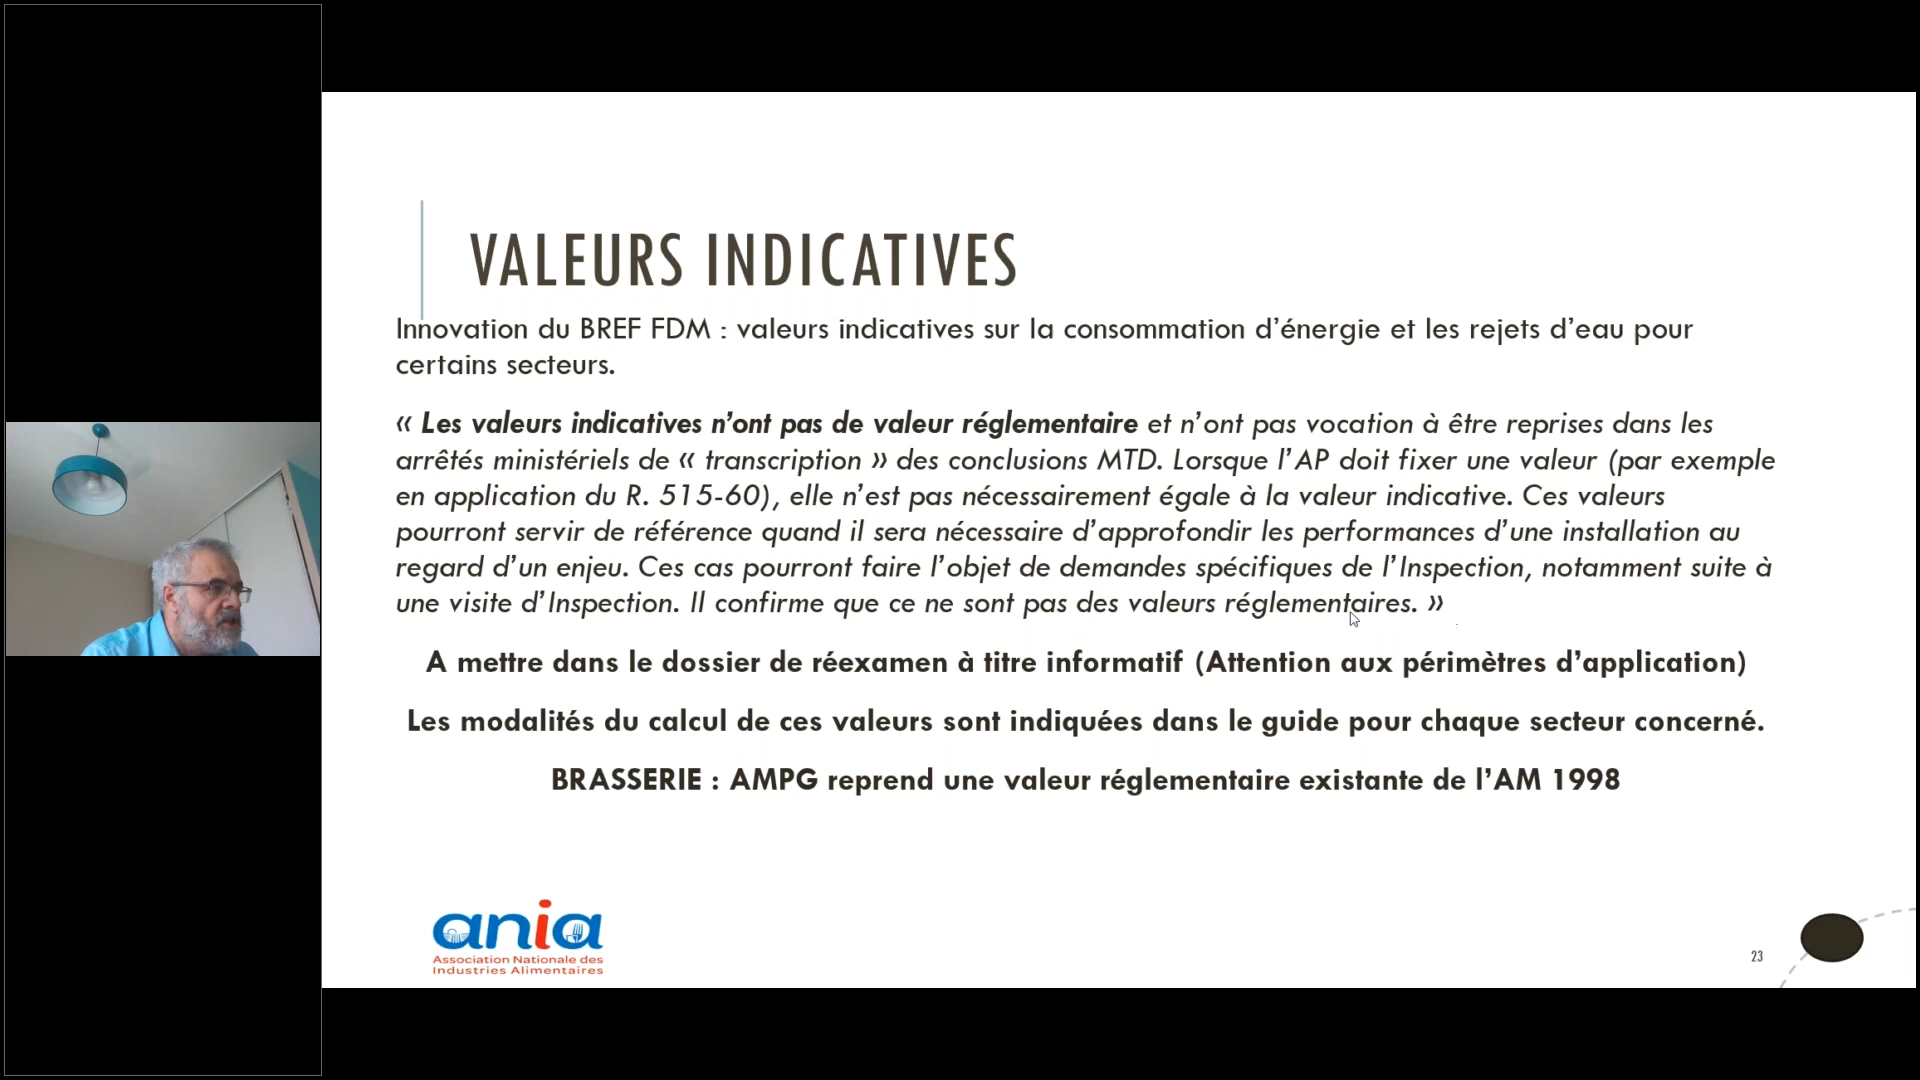 VALEURS INDICATIVES
Innovation du BREF FDM : valeurs indicatives sur la consommation d’énergie et les rejets d’eau pour
certains secteurs.
« Les valeurs indicatives n’ont pas de valeur réglementaire et n’ont pas vocation à être reprises dans les
arrêtés ministériels de « transcription » des conclusions MTD. Lorsque l’AP doit fixer une valeur (par exemple
en application du R. 515-60), elle n’est pas nécessairement égale à la valeur indicative. Ces valeurs
pourront servir de référence quand il sera nécessaire d’approfondir les performances d’une installation au
regard d’un enjeu. Ces cas pourront faire l’objet de demandes spécifiques de l’Inspection, notamment suite à
une visite d’Inspection. Il confirme que ce ne sont pas des valeurs réglementaires. »
A mettre dans le dossier de réexamen à titre informatif (Attention aux périmètres d’application)
Les modalités du calcul de ces valeurs sont indiquées dans le guide pour chaque secteur concerné.
BRASSERIE : AMPG reprend une valeur réglementaire existante de l’AM 1998
ania
Association Nationale des
Industries Alimentaires
23